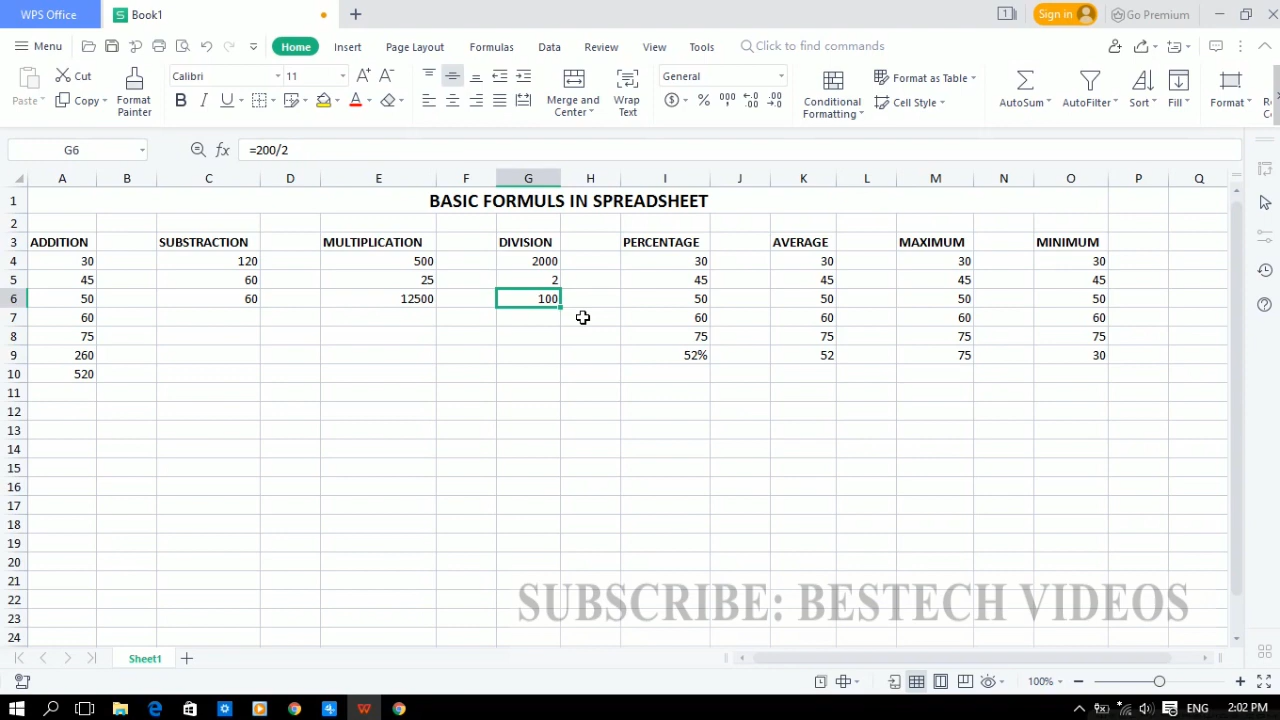 WPS Office Book1 1 Sign in Go Premium
Menu Home Insert Page Layout Formulas Data Review View Tools Click to find commands
Paste Cut Copy Format Painter Calibri 11 General Merge and Center Wrap Text Conditional Formatting Format as Table Cell Style AutoSum AutoFilter Sort Fill Format
G6 fx =200/2
A B C D E F G H I J K L M N O P Q
1 BASIC FORMULS IN SPREADSHEET
2
3 ADDITION SUBSTRACTION MULTIPLICATION DIVISION PERCENTAGE AVERAGE MAXIMUM MINIMUM
4 30 120 500 2000 30 30 30 30
5 45 60 25 2 45 45 45 45
6 50 60 12500 100 50 50 50 50
7 60 60 60 60 60
8 75 75 75 75 75
9 260 52% 52 75 30
10 520
11
12
13
14
15
16
17
18
19
20
21
22
23
24
SUBSCRIBE: BESTECH VIDEOS
Sheet1
100%
ENG 2:02 PM